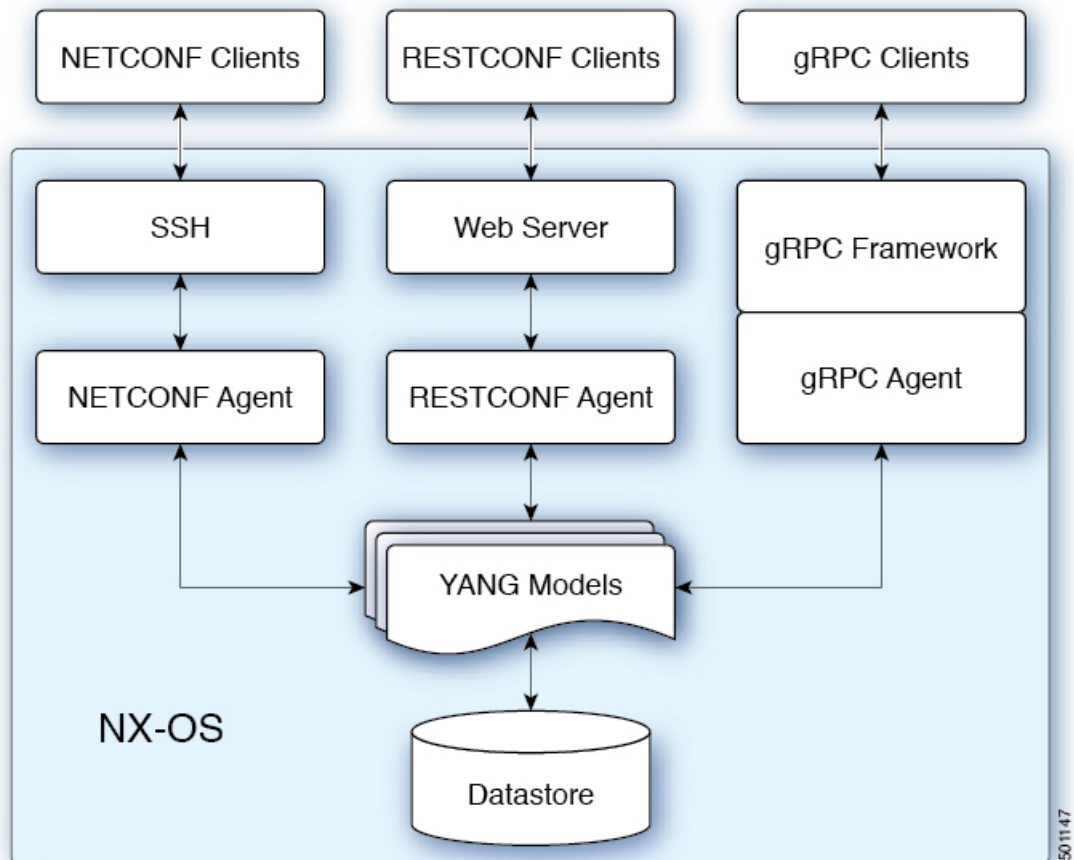 NETCONF Clients
RESTCONF Clients
gRPC Clients
SSH
Web Server
gRPC Framework
NETCONF Agent
RESTCONF Agent
gRPC Agent
YANG Models
NX-OS
Datastore
501147